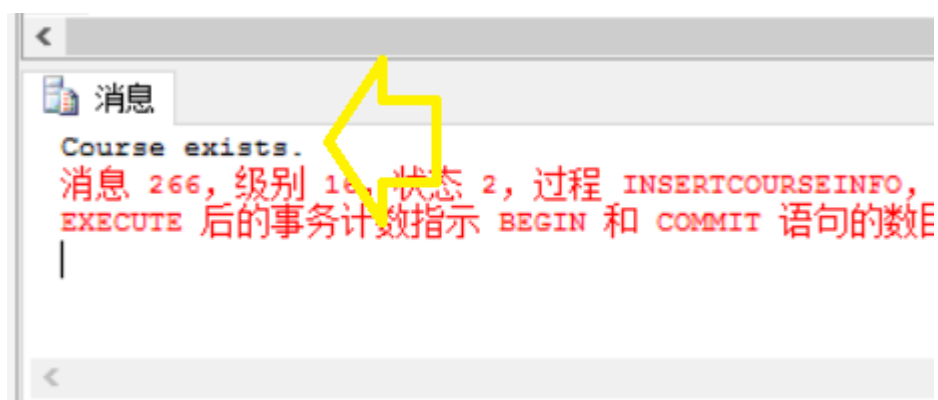 消息
Course exists.
消息 266，级别 16，状态 2，过程 INSERTCOURSEINFO，
EXECUTE 后的事务计数指示 BEGIN 和 COMMIT 语句的数目